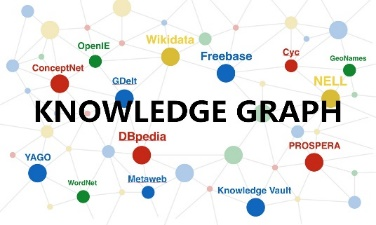 OpenIE
Wikidata
Cyc
GeoNames
ConceptNet
Freebase
GDelt
NELL
KNOWLEDGE GRAPH
DBpedia
PROSPERA
YAGO
WordNet
Metaweb
Knowledge Vault